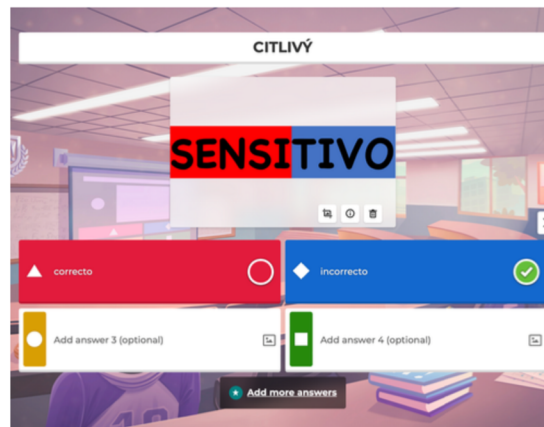 CITLIVÝ
SENSITIVO
correcto
incorrecto
Add answer 3 (optional)
Add answer 4 (optional)
Add more answers